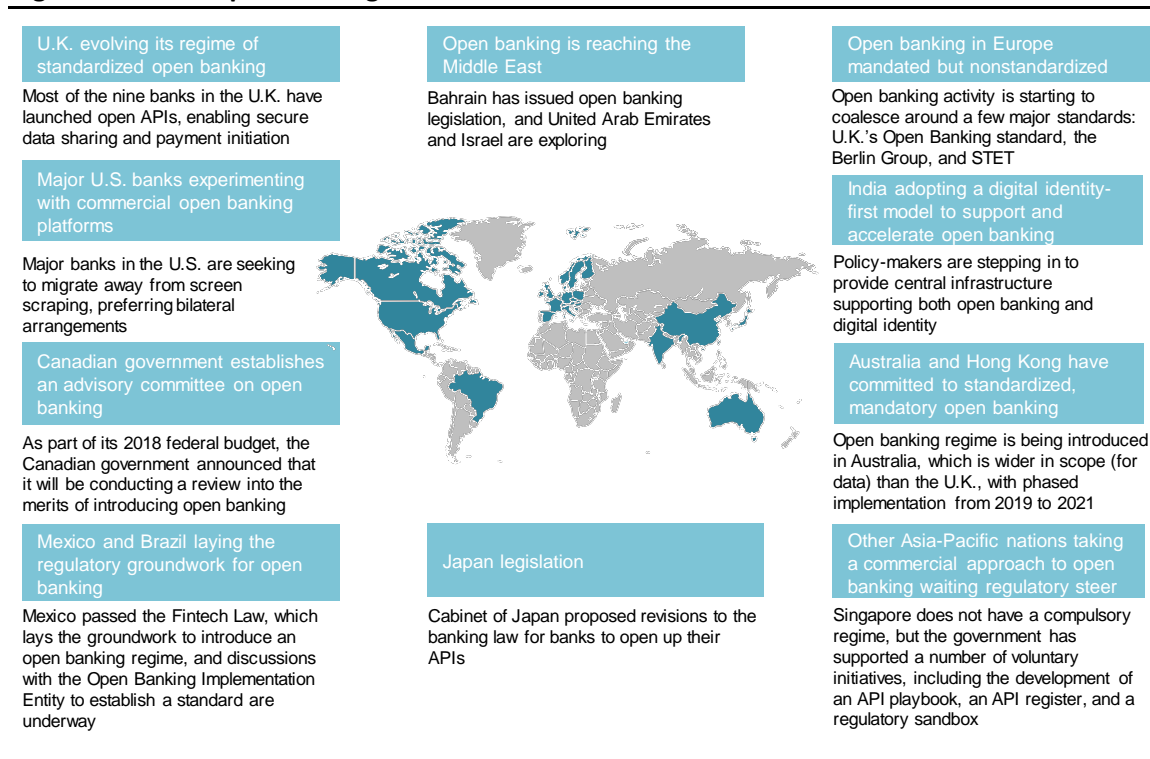 U.K. evolving its regime of
standardized open banking
Most of the nine banks in the U.K. have
launched open APIs, enabling secure
data sharing and payment initiation
Major U.S. banks experimenting
with commercial open banking
platforms
Major banks in the U.S. are seeking
to migrate away from screen
scraping, preferring bilateral
arrangements
Canadian government establishes
an advisory committee on open
banking
As part of its 2018 federal budget, the
Canadian government announced that
it will be conducting a review into the
merits of introducing open banking
Mexico and Brazil laying the
regulatory groundwork for open
banking
Mexico passed the Fintech Law, which
lays the groundwork to introduce an
open banking regime, and discussions
with the Open Banking Implementation
Entity to establish a standard are
underway
Open banking is reaching the
Middle East
Bahrain has issued open banking
legislation, and United Arab Emirates
and Israel are exploring
Japan legislation
Cabinet of Japan proposed revisions to the
banking law for banks to open up their
APIs
Open banking in Europe
mandated but nonstandardized
Open banking activity is starting to
coalesce around a few major standards:
U.K.'s Open Banking standard, the
Berlin Group, and STET
India adopting a digital identity-
first model to support and
accelerate open banking
Policy-makers are stepping in to
provide central infrastructure
supporting both open banking and
digital identity
Australia and Hong Kong have
committed to standardized,
mandatory open banking
Open banking regime is being introduced
in Australia, which is wider in scope (for
data) than the U.K., with phased
implementation from 2019 to 2021
Other Asia-Pacific nations taking
a commercial approach to open
banking waiting regulatory steer
Singapore does not have a compulsory
regime, but the government has
supported a number of voluntary
initiatives, including the development of
an API playbook, an API register, and a
regulatory sandbox